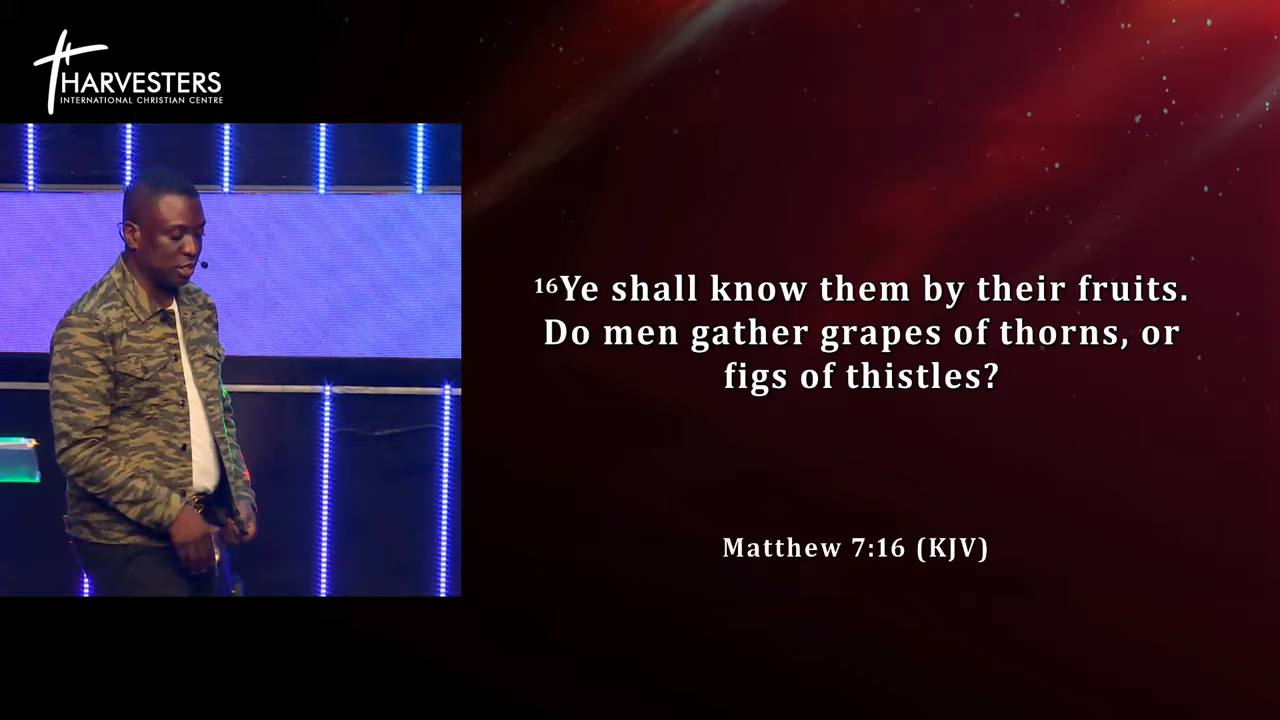 HARVESTERS
INTERNATIONAL CHRISTIAN CENTRE
16Ye shall know them by their fruits.
Do men gather grapes of thorns, or
figs of thistles?
Matthew 7:16 (KJV)